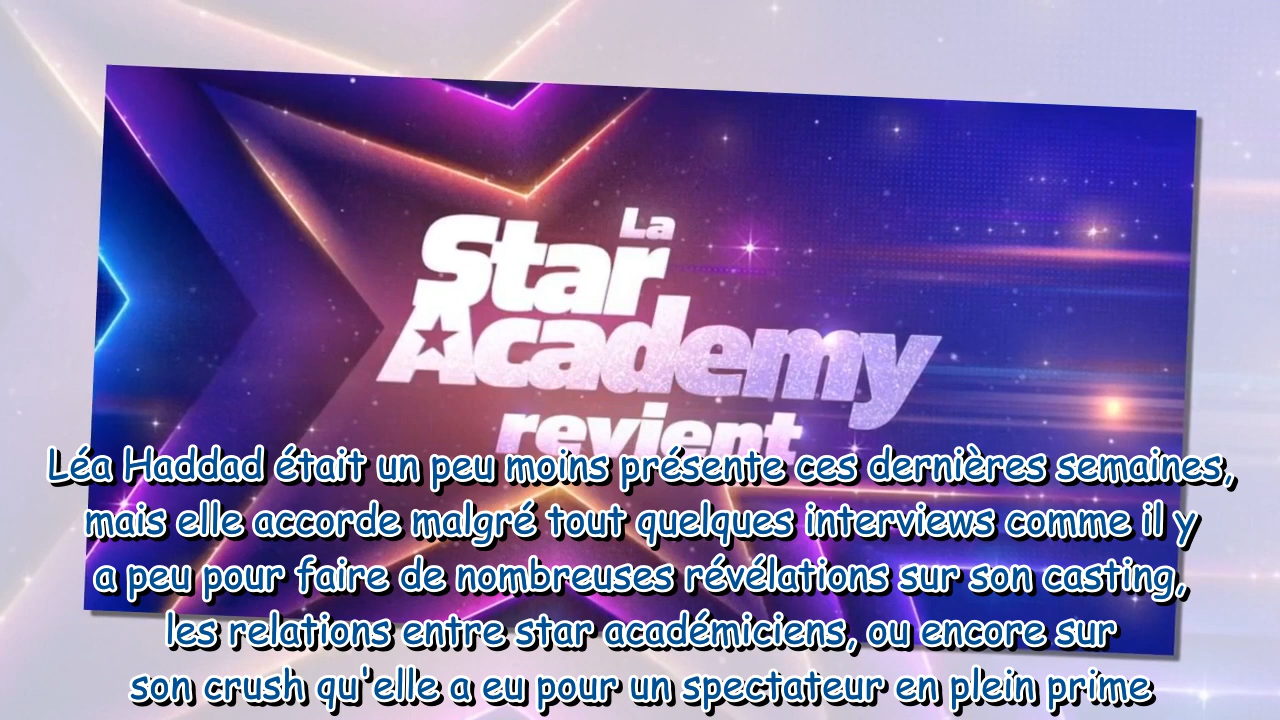 La
Star
Academy
revient
Léa Haddad était un peu moins présente ces dernières semaines,
mais elle accorde malgré tout quelques interviews comme il y
a peu pour faire de nombreuses révélations sur son casting,
les relations entre star académiciens, ou encore sur
son crush qu'elle a eu pour un spectateur en plein prime